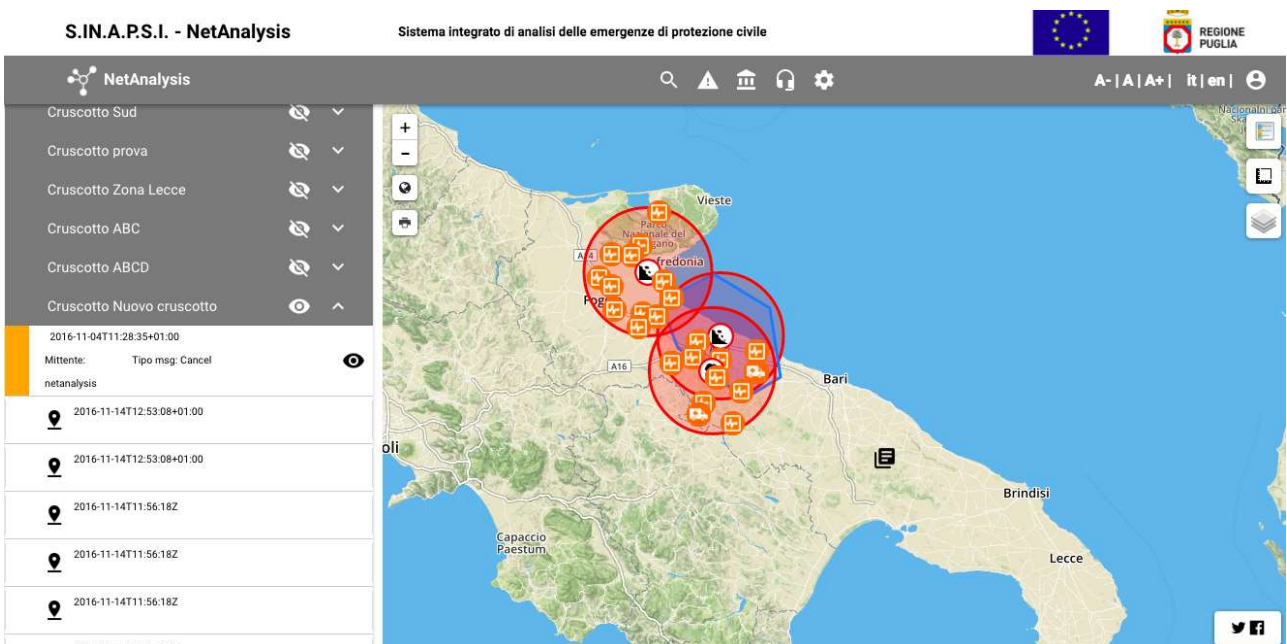 S.IN.A.P.S.I. - NetAnalysis
Sistema integrato di analisi delle emergenze di protezione civile
REGIONE
PUGLIA
NetAnalysis
A- | A | A+ | it | en |
Cruscotto Sud
Cruscotto prova
Cruscotto Zona Lecce
Cruscotto ABC
Cruscotto ABCD
Cruscotto Nuovo cruscotto
2016-11-04T11:28:35+01:00
Mittente: Tipo msg: Cancel
netanalysis
2016-11-14T12:53:08+01:00
2016-11-14T12:53:08+01:00
2016-11-14T11:56:18Z
2016-11-14T11:56:18Z
2016-11-14T11:56:18Z
+
-
Nacionalni par
Vieste
Parco
Nazionale del
Gargano
fredonia
Fogg
A16
Bari
oli
Brindisi
Capaccio
Paestum
Lecce